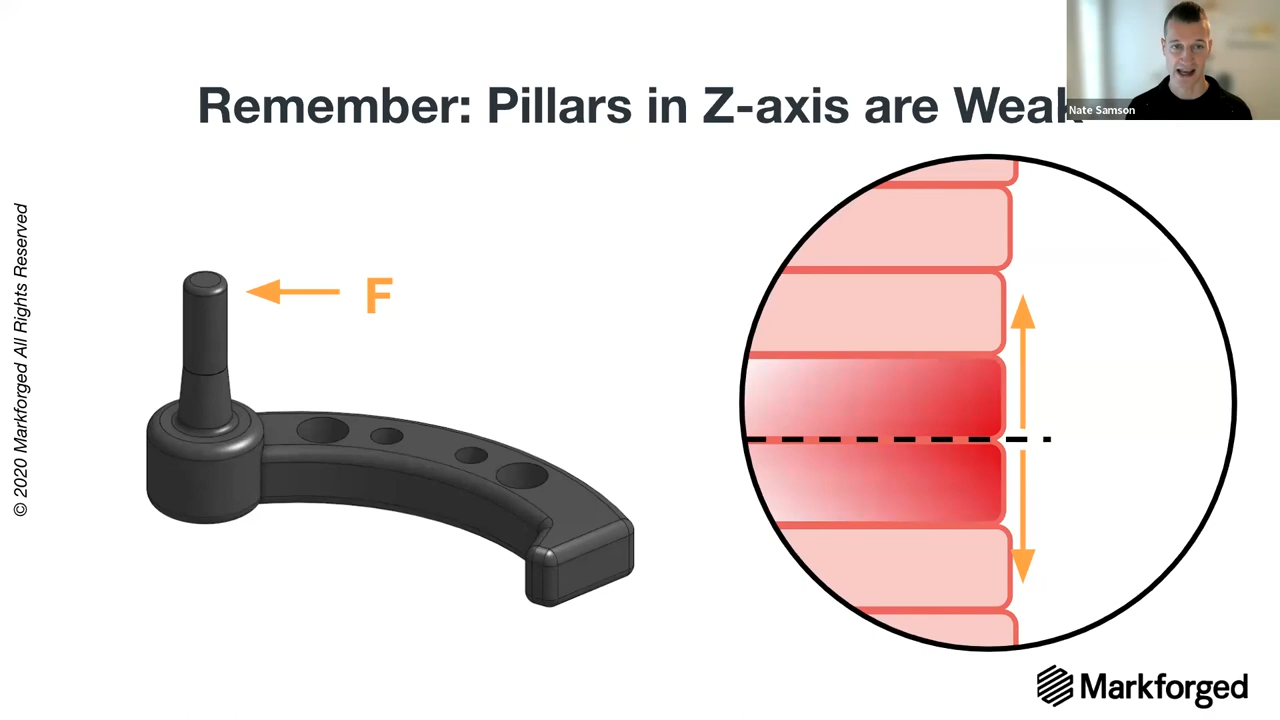 Remember: Pillars in Z-axis are Weak
Nate Samson
F
© 2020 Markforged All Rights Reserved
Markforged